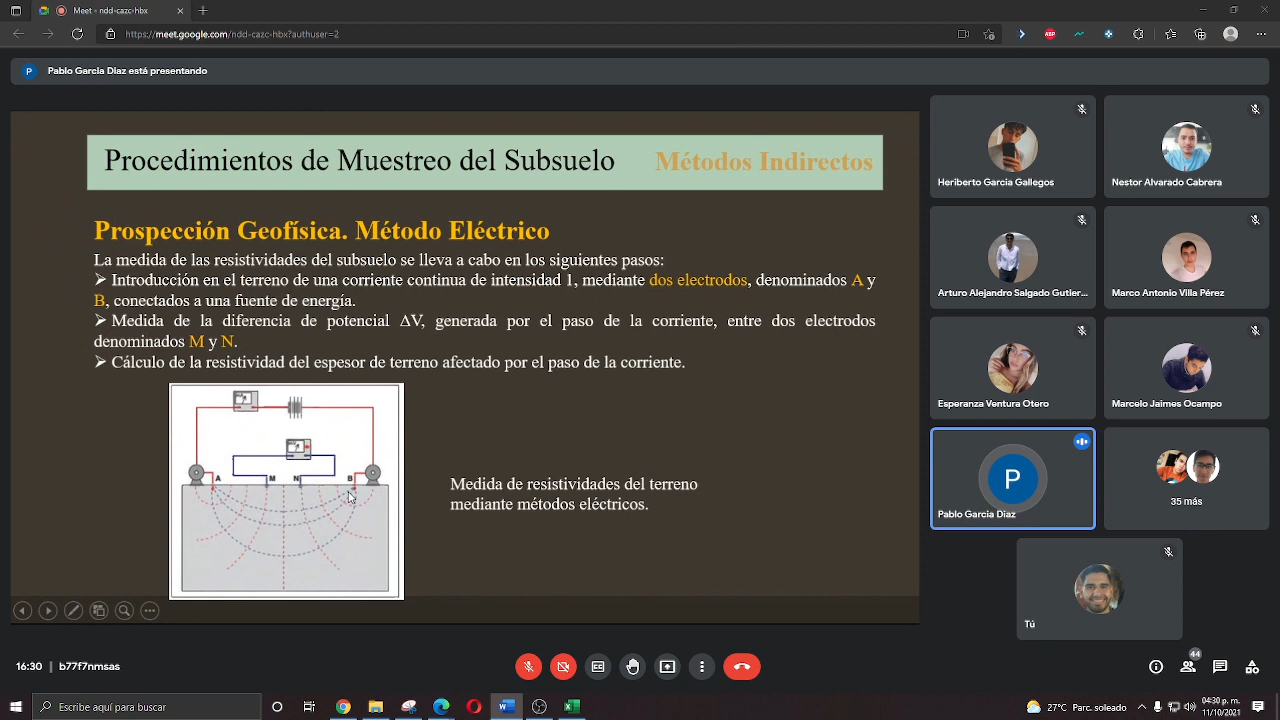 Meet - ndd-cazc-hbx
https://meet.google.com/ndd-cazc-hbx?authuser=2
P
Pablo Garcia Diaz está presentando
Procedimientos de Muestreo del Subsuelo
Métodos Indirectos
Prospección Geofísica. Método Eléctrico
La medida de las resistividades del subsuelo se lleva a cabo en los siguientes pasos:
➢ Introducción en el terreno de una corriente continua de intensidad 1, mediante dos electrodos, denominados A y
B, conectados a una fuente de energía.
➢ Medida de la diferencia de potencial ΔV, generada por el paso de la corriente, entre dos electrodos
denominados M y N.
➢ Cálculo de la resistividad del espesor de terreno afectado por el paso de la corriente.
A M N B
Medida de resistividades del terreno
mediante métodos eléctricos.
Heriberto Garcia Gallegos
Nestor Alvarado Cabrera
Arturo Alejandro Salgado Gutier...
Marco Antonio Villa Pérez
Esperanza Ventura Otero
Marcelo Jaimes Ocampo
P
Pablo Garcia Diaz
35 más
Tú
16:30 | b77f7nmsas
44
Escribe aquí para buscar
27°C Nublado
04:30 p. m.
11/10/2021